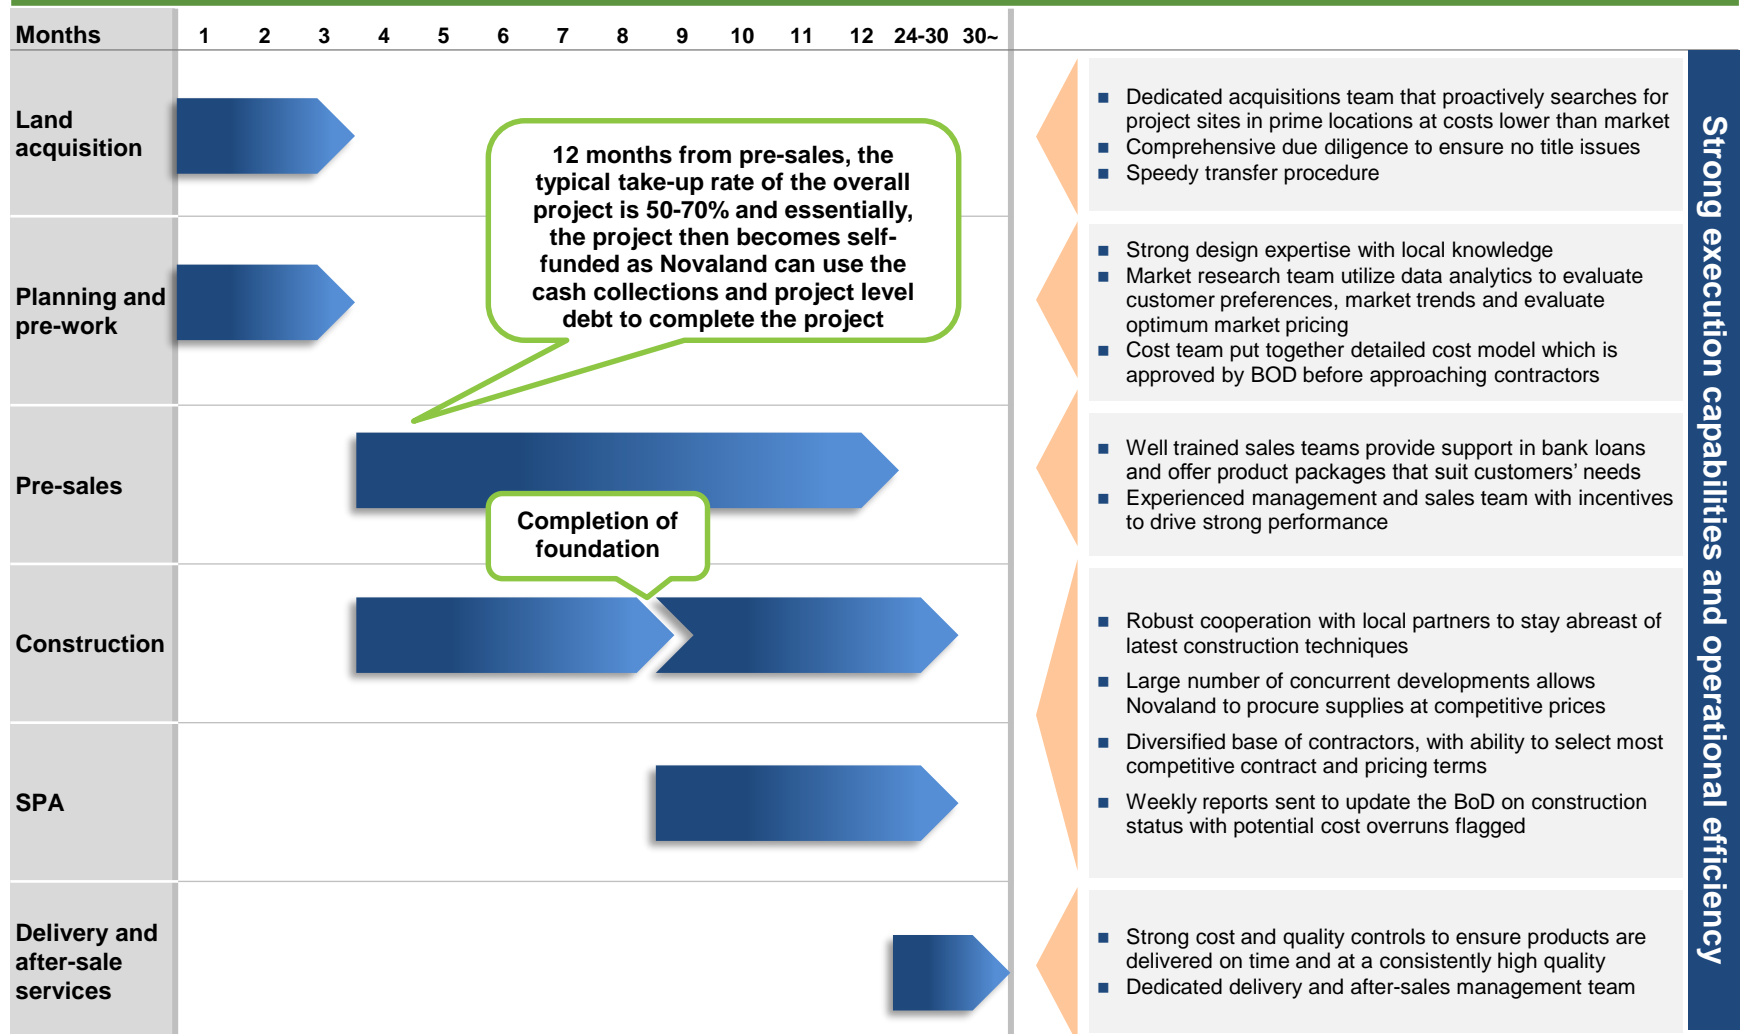 Months 1 2 3 4 5 6 7 8 9 10 11 12 24-30 30~
Land
acquisition
12 months from pre-sales, the
typical take-up rate of the overall
project is 50-70% and essentially,
the project then becomes self-
funded as Novaland can use the
cash collections and project level
debt to complete the project
■ Dedicated acquisitions team that proactively searches for
project sites in prime locations at costs lower than market
■ Comprehensive due diligence to ensure no title issues
■ Speedy transfer procedure
Planning and
pre-work
■ Strong design expertise with local knowledge
■ Market research team utilize data analytics to evaluate
customer preferences, market trends and evaluate
optimum market pricing
■ Cost team put together detailed cost model which is
approved by BOD before approaching contractors
Pre-sales
■ Well trained sales teams provide support in bank loans
and offer product packages that suit customers’ needs
■ Experienced management and sales team with incentives
to drive strong performance
Completion of
foundation
Construction
■ Robust cooperation with local partners to stay abreast of
latest construction techniques
■ Large number of concurrent developments allows
Novaland to procure supplies at competitive prices
■ Diversified base of contractors, with ability to select most
competitive contract and pricing terms
■ Weekly reports sent to update the BoD on construction
status with potential cost overruns flagged
SPA
Delivery and
after-sale
services
■ Strong cost and quality controls to ensure products are
delivered on time and at a consistently high quality
■ Dedicated delivery and after-sales management team
Strong execution capabilities and operational efficiency